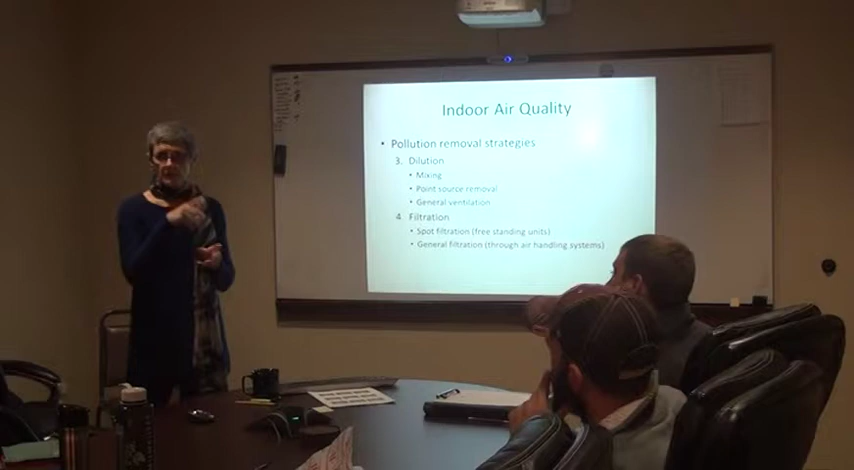 Indoor Air Quality
• Pollution removal strategies
3. Dilution
• Mixing
• Point source removal
• General ventilation
4 Filtration
• Spot filtration (free standing units)
• General filtration (through air handling systems)